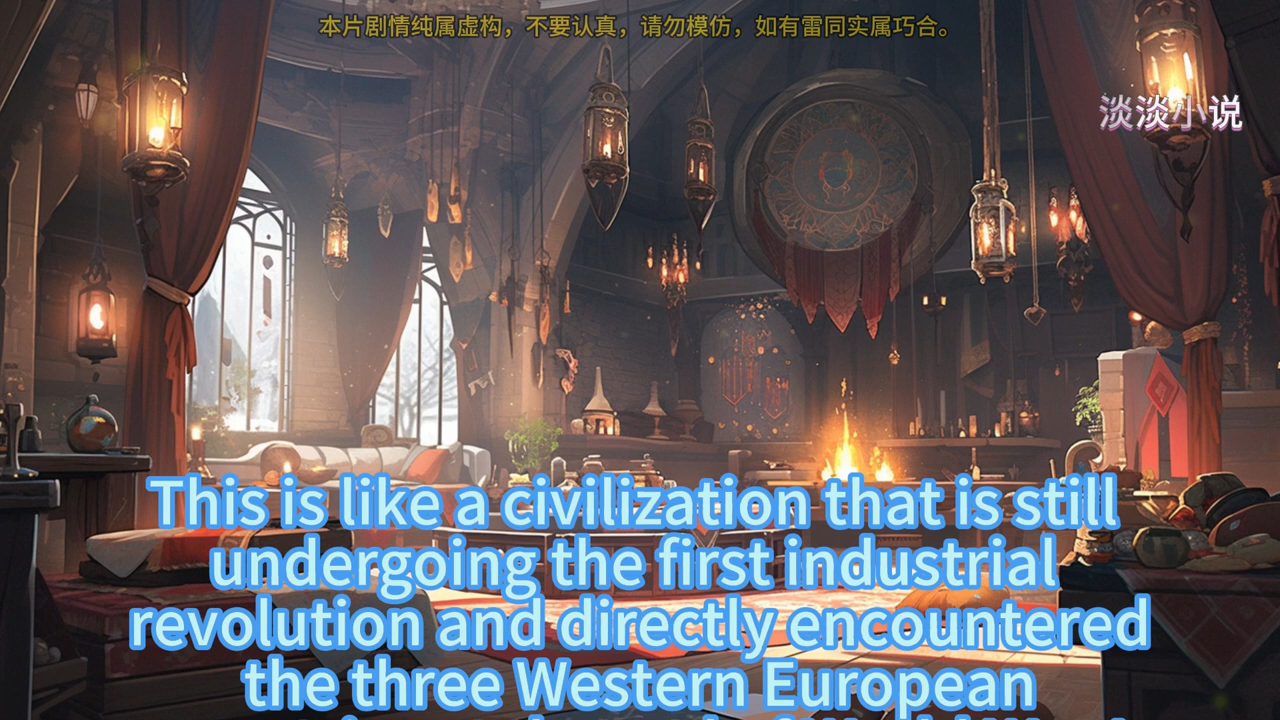 本片剧情纯属虚构，不要认真，请勿模仿，如有雷同实属巧合。
淡淡小说
This is like a civilization that is still
undergoing the first industrial
revolution and directly encountered
the three Western European